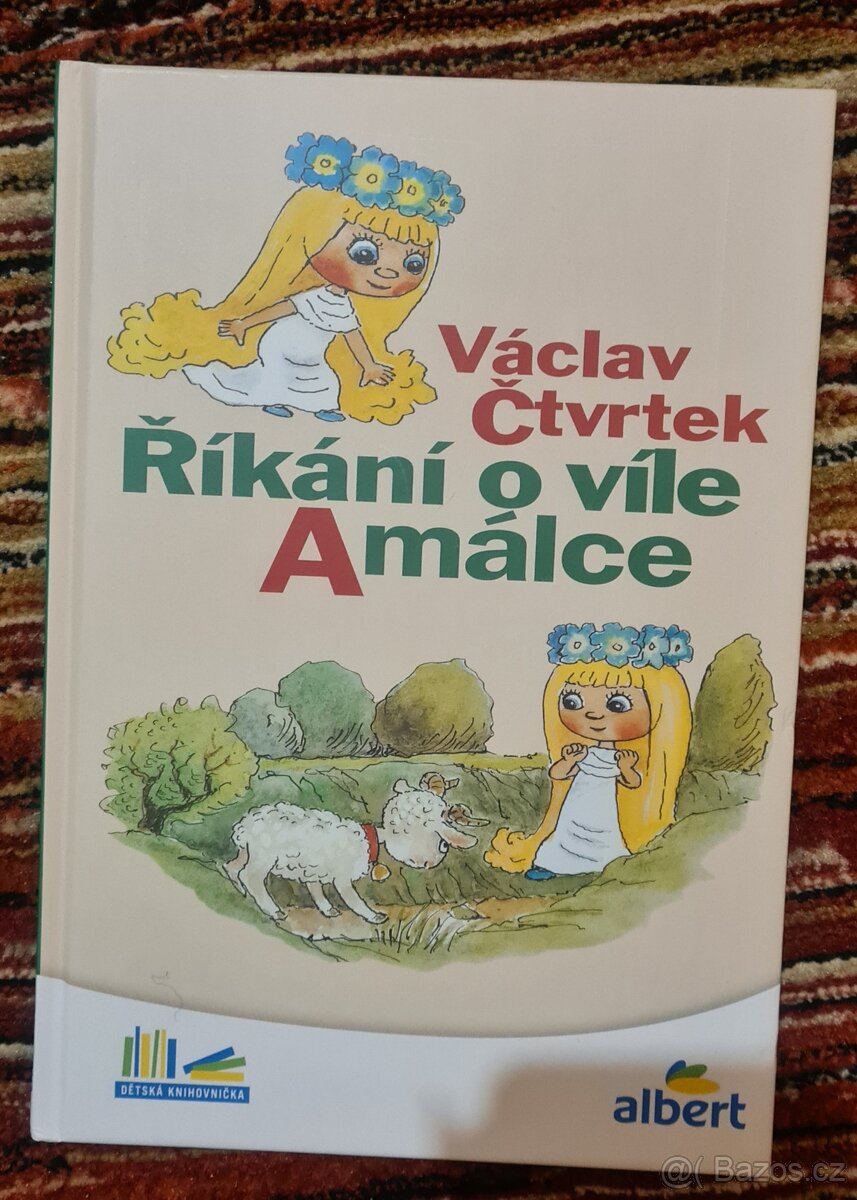 Václav
Čtvrtek
Říkání o víle
Amálce
DĚTSKÁ KNIHOVNIČKA
albert
@( Bazos.cz